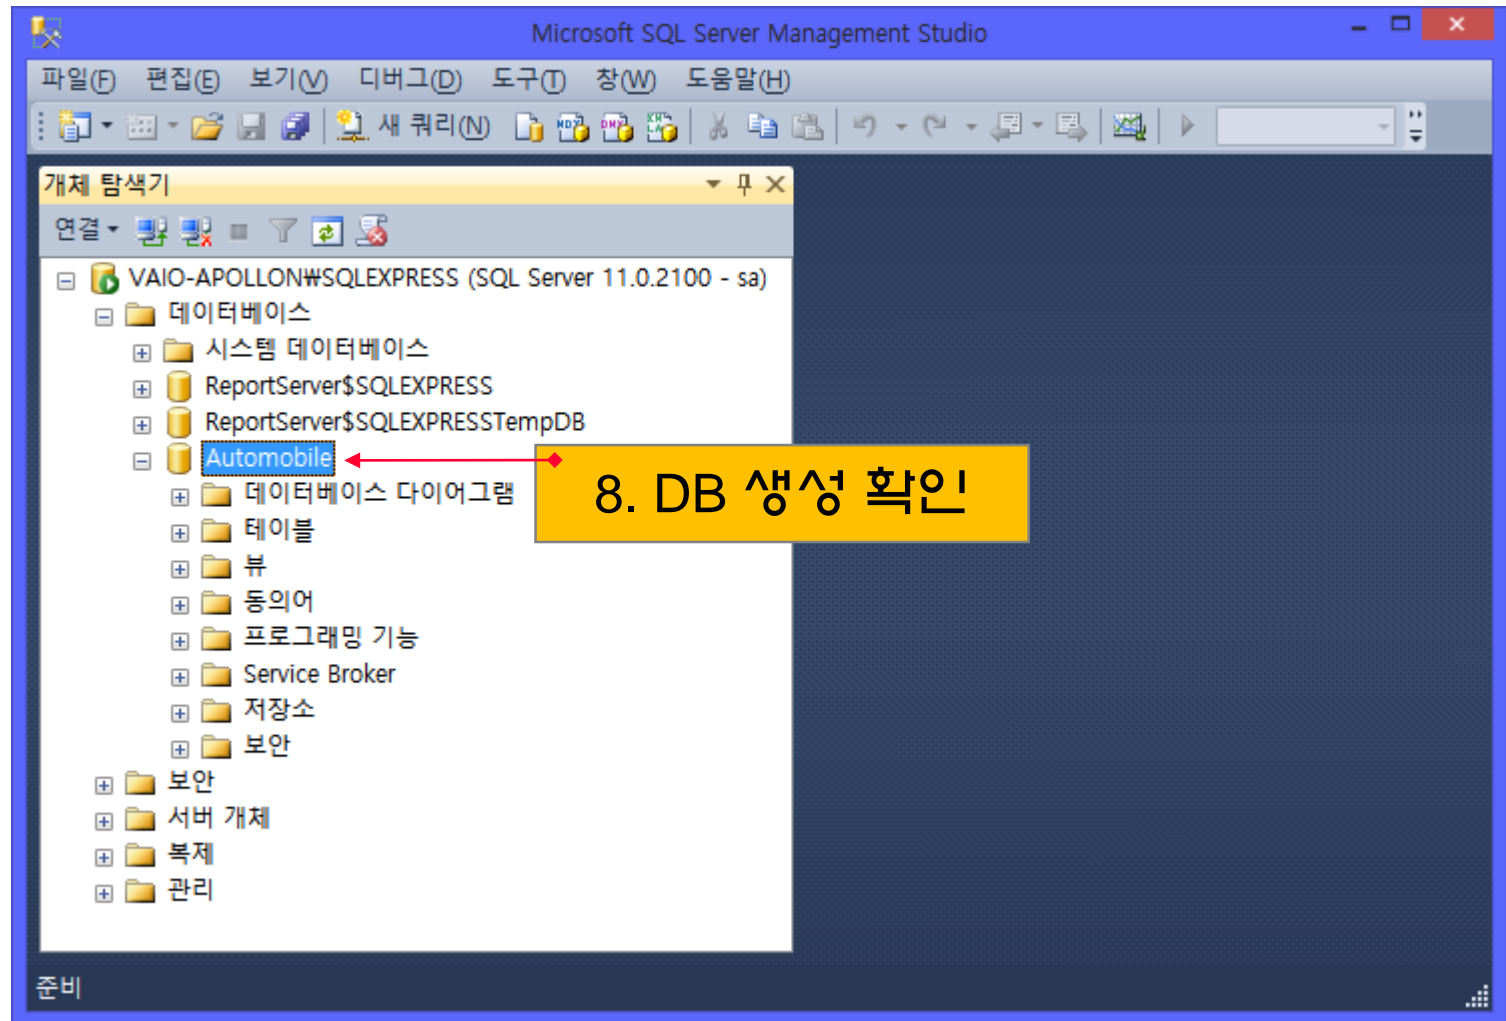 Microsoft SQL Server Management Studio
파일(F) 편집(E) 보기(V) 디버그(D) 도구(T) 창(W) 도움말(H)
새 쿼리(N)
개체 탐색기
연결
VAIO-APOLLON₩SQLEXPRESS (SQL Server 11.0.2100 - sa)
데이터베이스
시스템 데이터베이스
ReportServer$SQLEXPRESS
ReportServer$SQLEXPRESSTempDB
Automobile
8. DB 생성 확인
데이터베이스 다이어그램
테이블
뷰
동의어
프로그래밍 기능
Service Broker
저장소
보안
보안
서버 개체
복제
관리
준비